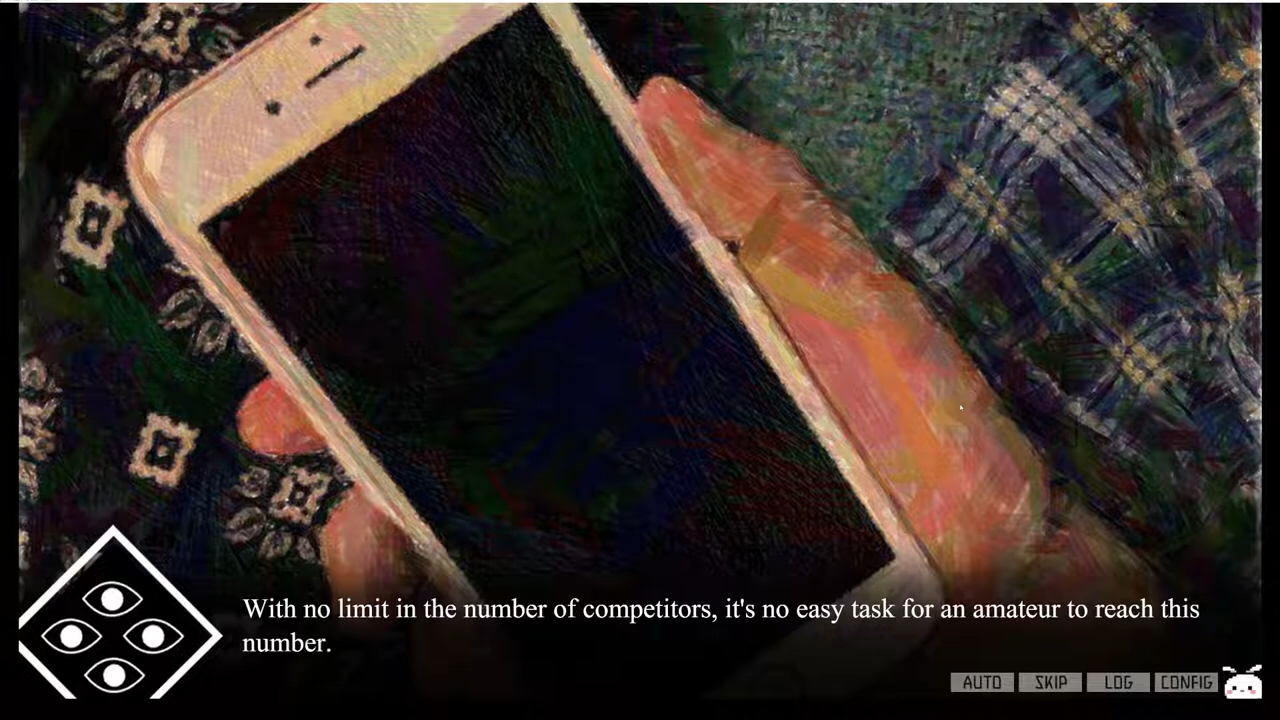 With no limit in the number of competitors, it's no easy task for an amateur to reach this
number.
AUTO SKIP LOG CONFIG